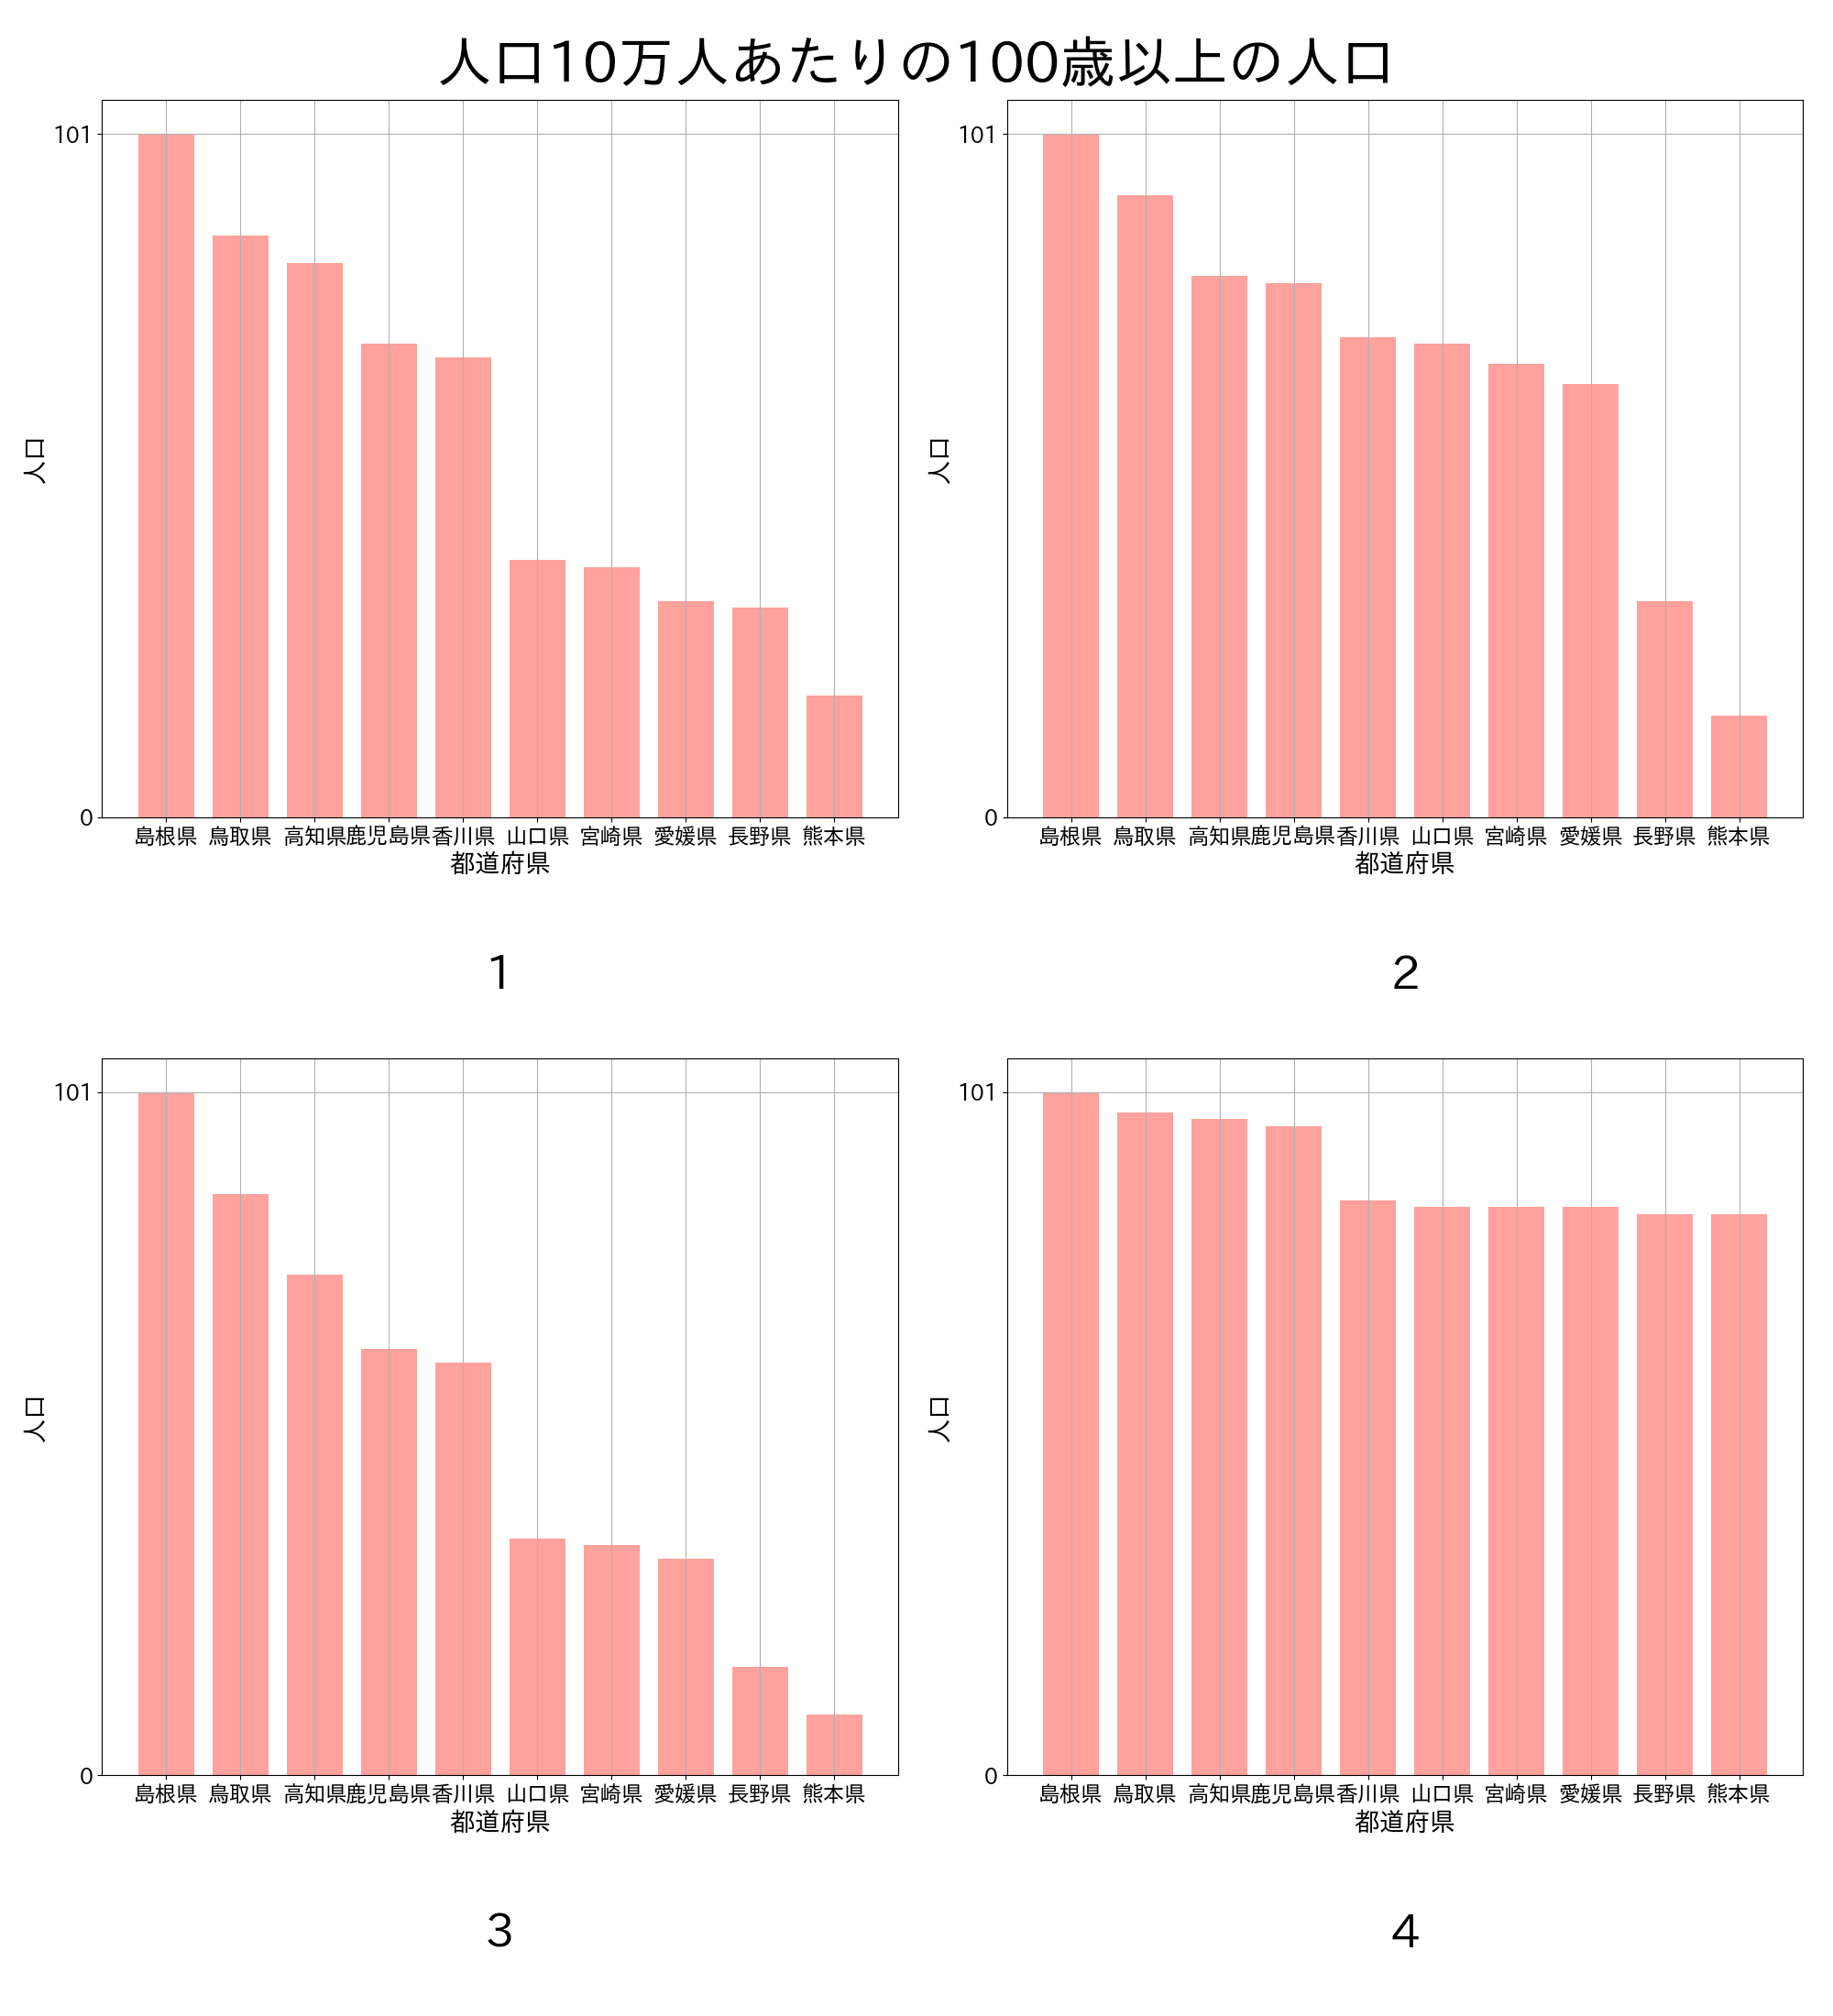 人口10万人あたりの100歳以上の人口
101
0
人口
島根県 鳥取県 高知県 鹿児島県 香川県 山口県 宮崎県 愛媛県 長野県 熊本県
都道府県
1
101
0
人口
島根県 鳥取県 高知県 鹿児島県 香川県 山口県 宮崎県 愛媛県 長野県 熊本県
都道府県
2
101
0
人口
島根県 鳥取県 高知県 鹿児島県 香川県 山口県 宮崎県 愛媛県 長野県 熊本県
都道府県
3
101
0
人口
島根県 鳥取県 高知県 鹿児島県 香川県 山口県 宮崎県 愛媛県 長野県 熊本県
都道府県
4